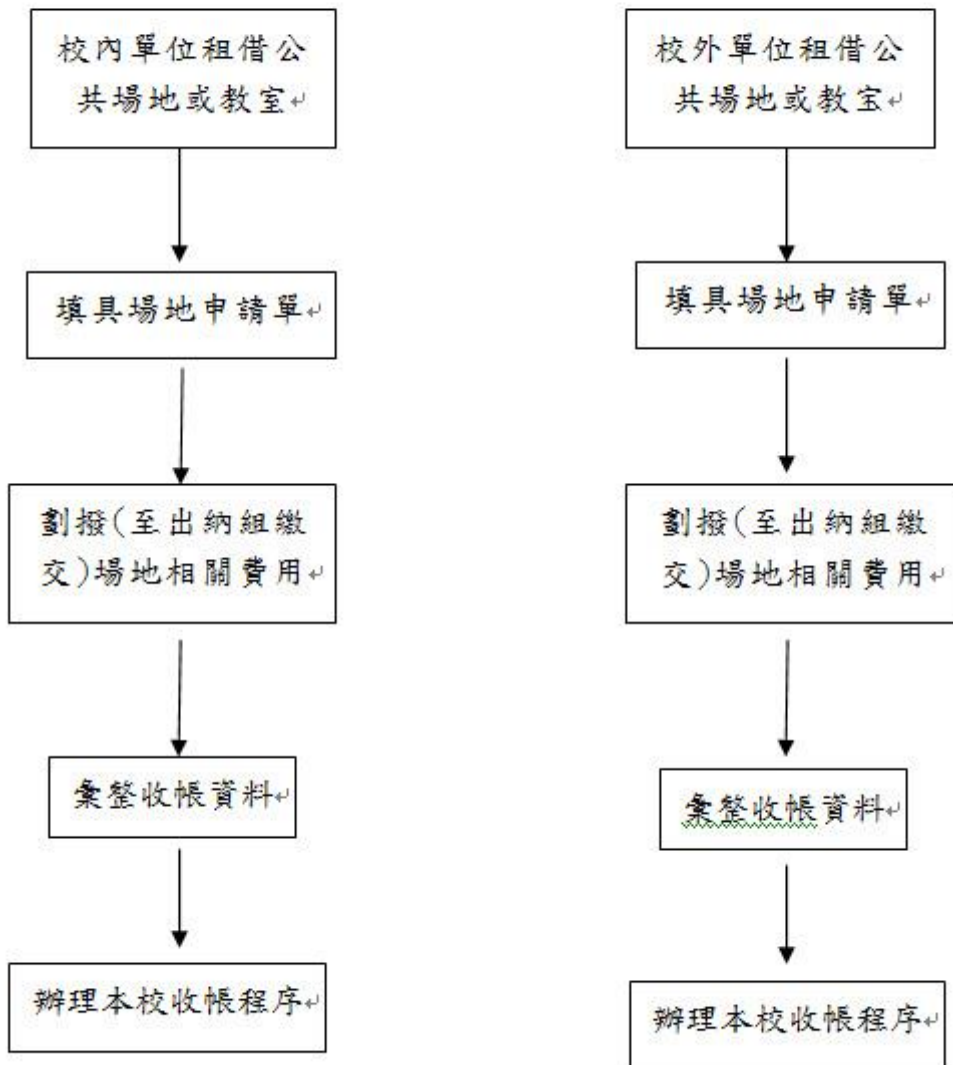 校內單位租借公
共場地或教室↵
填具場地申請單↵
劃撥(至出納組繳
交)場地相關費用↵
彙整收帳資料↵
辦理本校收帳程序↵
校外單位租借公
共場地或教室↵
填具場地申請單↵
劃撥(至出納組繳
交)場地相關費用↵
彙整收帳資料↵
辦理本校收帳程序↵